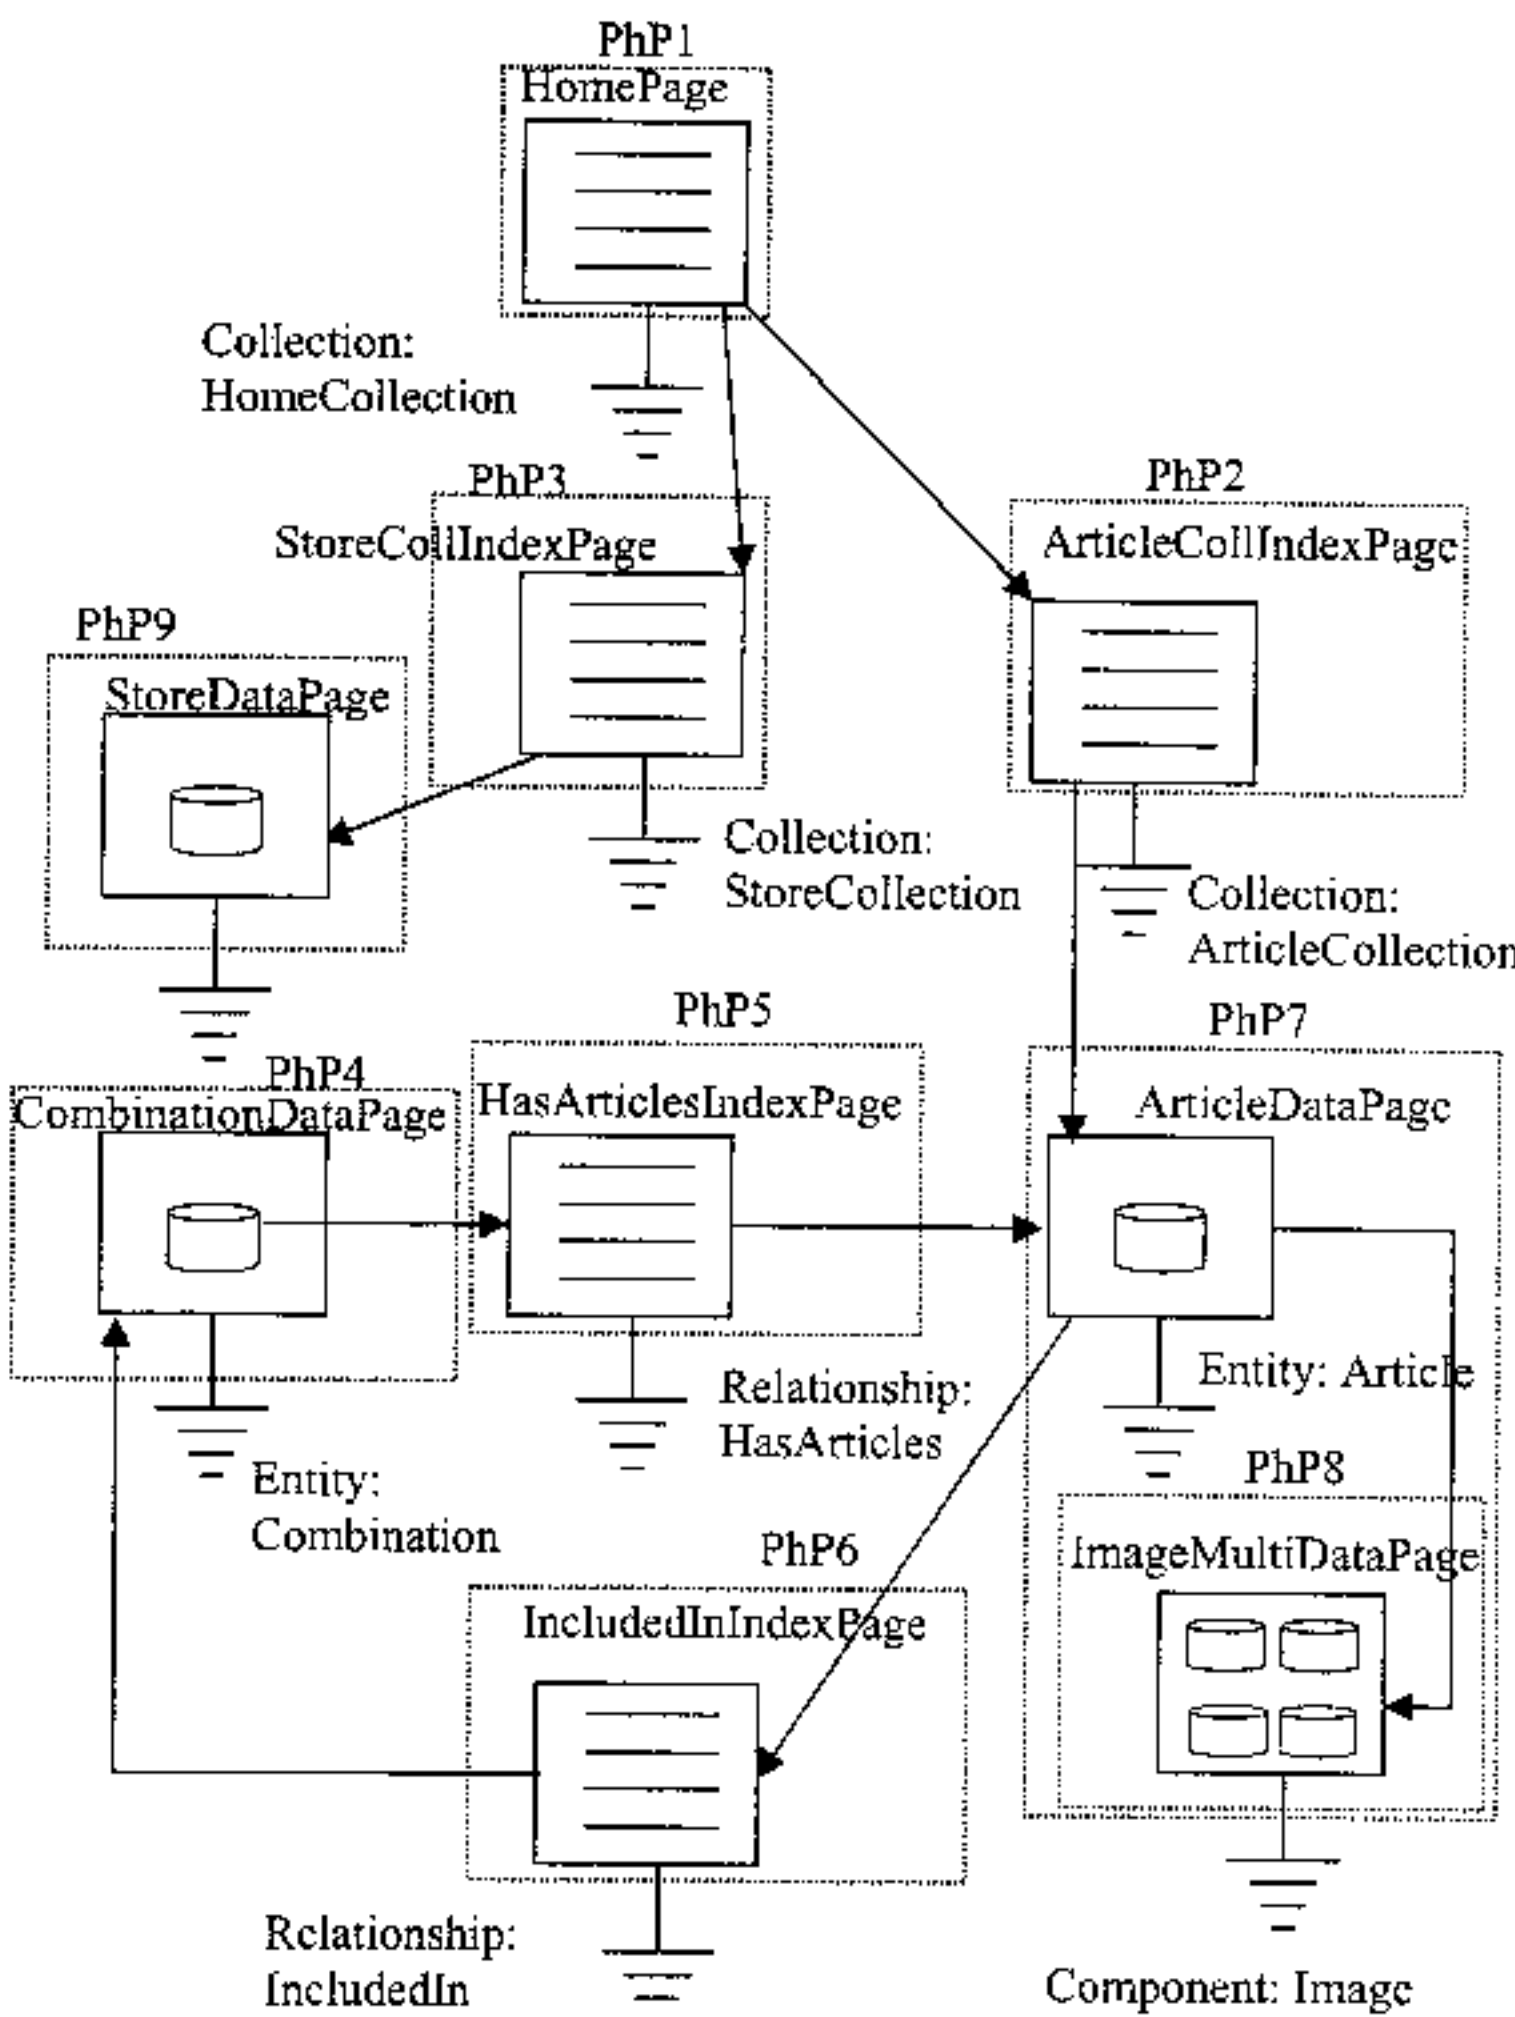 PhP1
HomePage
Collection:
HomeCollection
PhP3
StoreCollIndexPage
PhP2
ArticleCollIndexPage
PhP9
StoreDataPage
Collection:
StoreCollection
Collection:
ArticleCollection
PhP5
HasArticlesIndexPage
PhP7
ArticleDataPage
PhP4
CombinationDataPage
Relationship:
HasArticles
Entity: Article
Entity:
Combination
PhP8
ImageMultiDataPage
PhP6
IncludedInIndexPage
Relationship:
IncludedIn
Component: Image